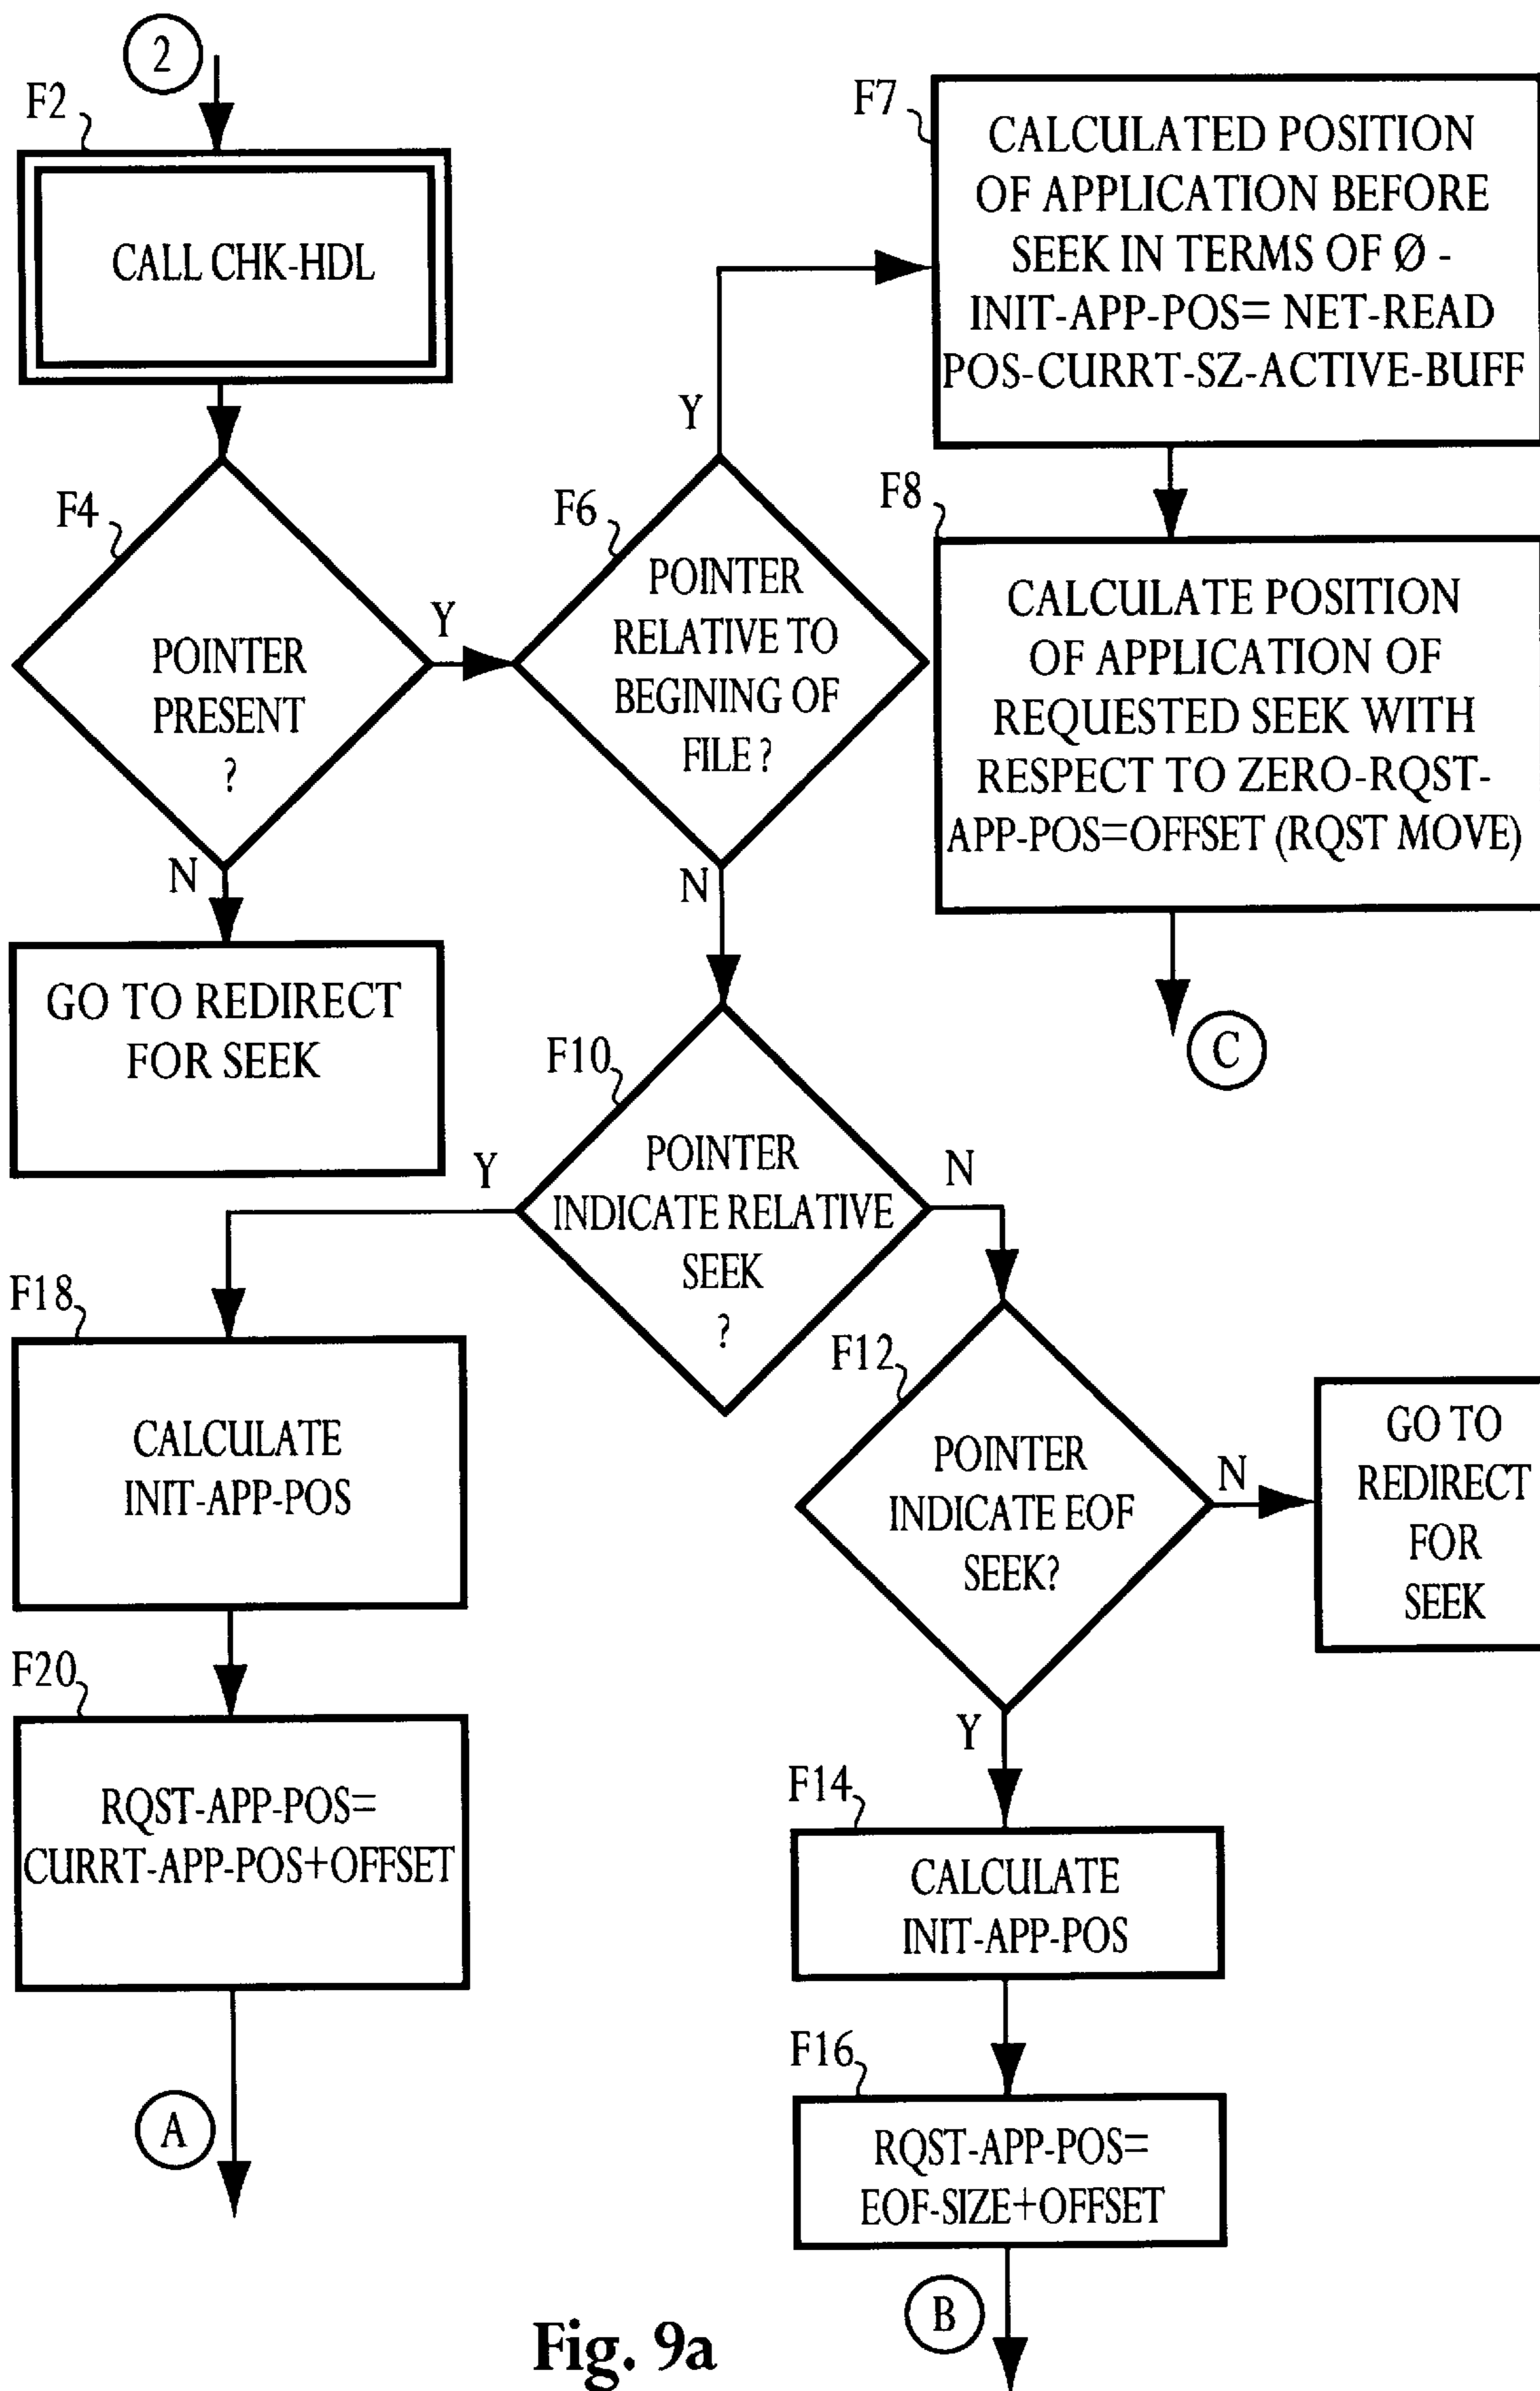 2
F2
CALL CHK-HDL
F4
POINTER
PRESENT
?
Y
N
GO TO REDIRECT
FOR SEEK
F6
POINTER
RELATIVE TO
BEGINING OF
FILE ?
Y
N
F7
CALCULATED POSITION
OF APPLICATION BEFORE
SEEK IN TERMS OF Ø -
INIT-APP-POS= NET-READ
POS-CURRT-SZ-ACTIVE-BUFF
F8
CALCULATE POSITION
OF APPLICATION OF
REQUESTED SEEK WITH
RESPECT TO ZERO-RQST-
APP-POS=OFFSET (RQST MOVE)
C
F10
POINTER
INDICATE RELATIVE
SEEK
?
Y
N
F18
CALCULATE
INIT-APP-POS
F20
RQST-APP-POS=
CURRT-APP-POS+OFFSET
A
F12
POINTER
INDICATE EOF
SEEK?
N
GO TO
REDIRECT
FOR
SEEK
Y
F14
CALCULATE
INIT-APP-POS
F16
RQST-APP-POS=
EOF-SIZE+OFFSET
B
Fig. 9a